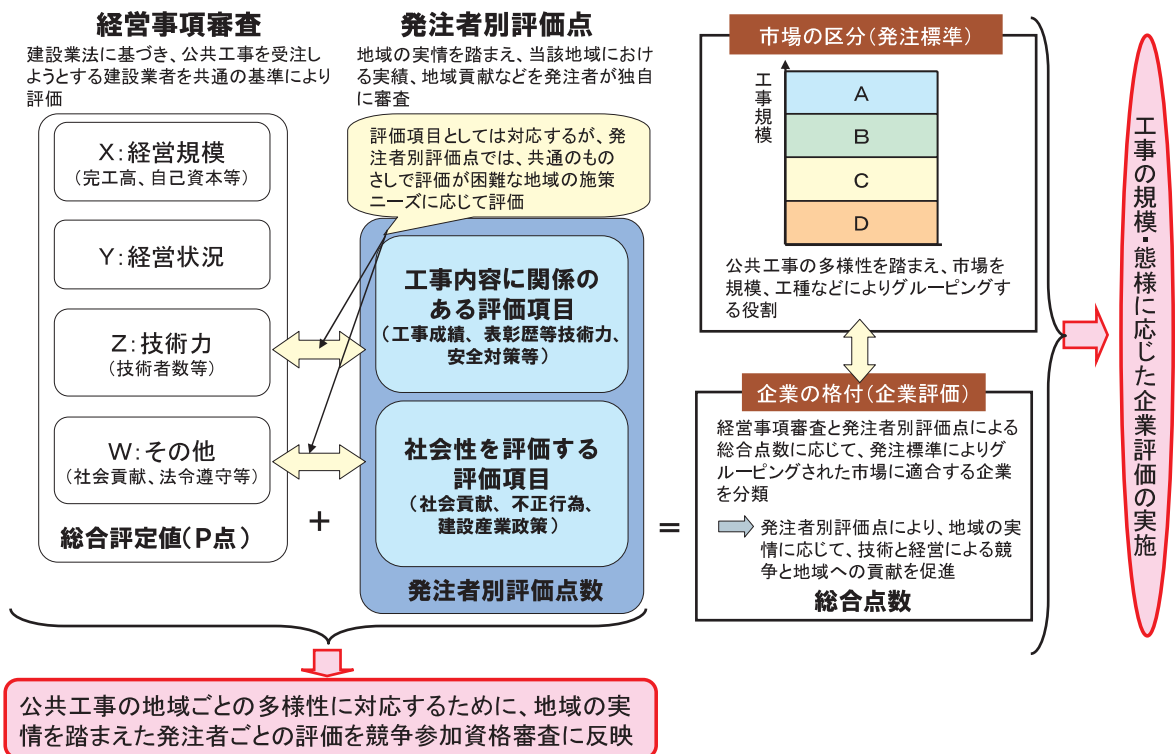 経営事項審査
建設業法に基づき、公共工事を受注し
ようとする建設業者を共通の基準により
評価
X:経営規模
(完工高、自己資本等)
Y:経営状況
Z:技術力
(技術者数等)
W:その他
(社会貢献、法令遵守等)
総合評定値(P点)
+
発注者別評価点
地域の実情を踏まえ、当該地域におけ
る実績、地域貢献などを発注者が独自
に審査
評価項目としては対応するが、発
注者別評価点では、共通のもの
さしで評価が困難な地域の施策
ニーズに応じて評価
工事内容に関係の
ある評価項目
(工事成績、表彰歴等技術力、
安全対策等)
社会性を評価する
評価項目
(社会貢献、不正行為、
建設産業政策)
発注者別評価点数
=
市場の区分(発注標準)
工事規模
A
B
C
D
公共工事の多様性を踏まえ、市場を
規模、工種などによりグルーピングす
る役割
企業の格付(企業評価)
経営事項審査と発注者別評価点による
総合点数に応じて、発注標準によりグ
ルーピングされた市場に適合する企業
を分類
発注者別評価点により、地域の実
情に応じて、技術と経営による競
争と地域への貢献を促進
総合点数
工事の規模・態様に応じた企業評価の実施
公共工事の地域ごとの多様性に対応するために、地域の実
情を踏まえた発注者ごとの評価を競争参加資格審査に反映